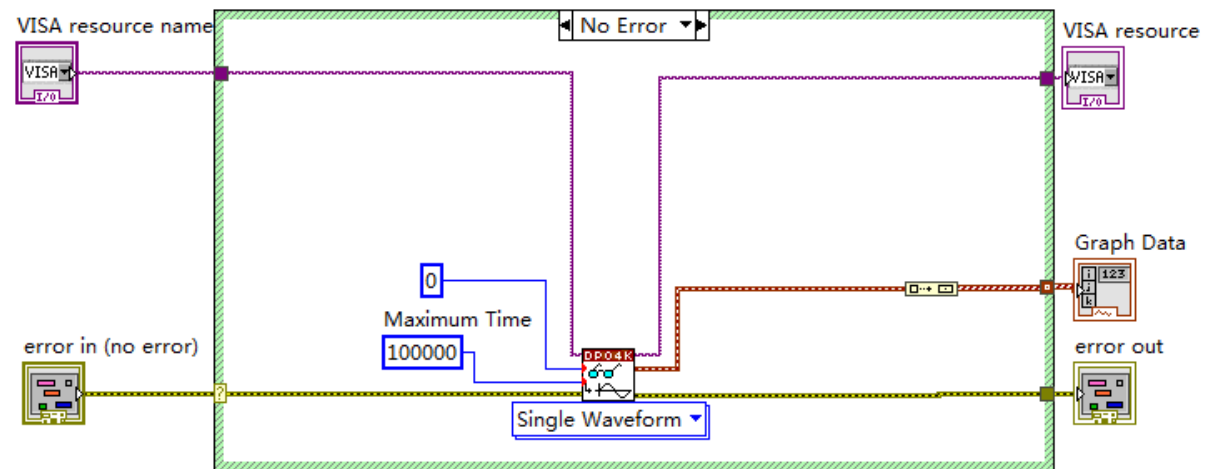 VISA resource name
No Error
VISA resource
VISA
I/O
VISA
I/O
Graph Data
i
123
j
k
0
Maximum Time
100000
error in (no error)
error out
DPO4K
?
Single Waveform